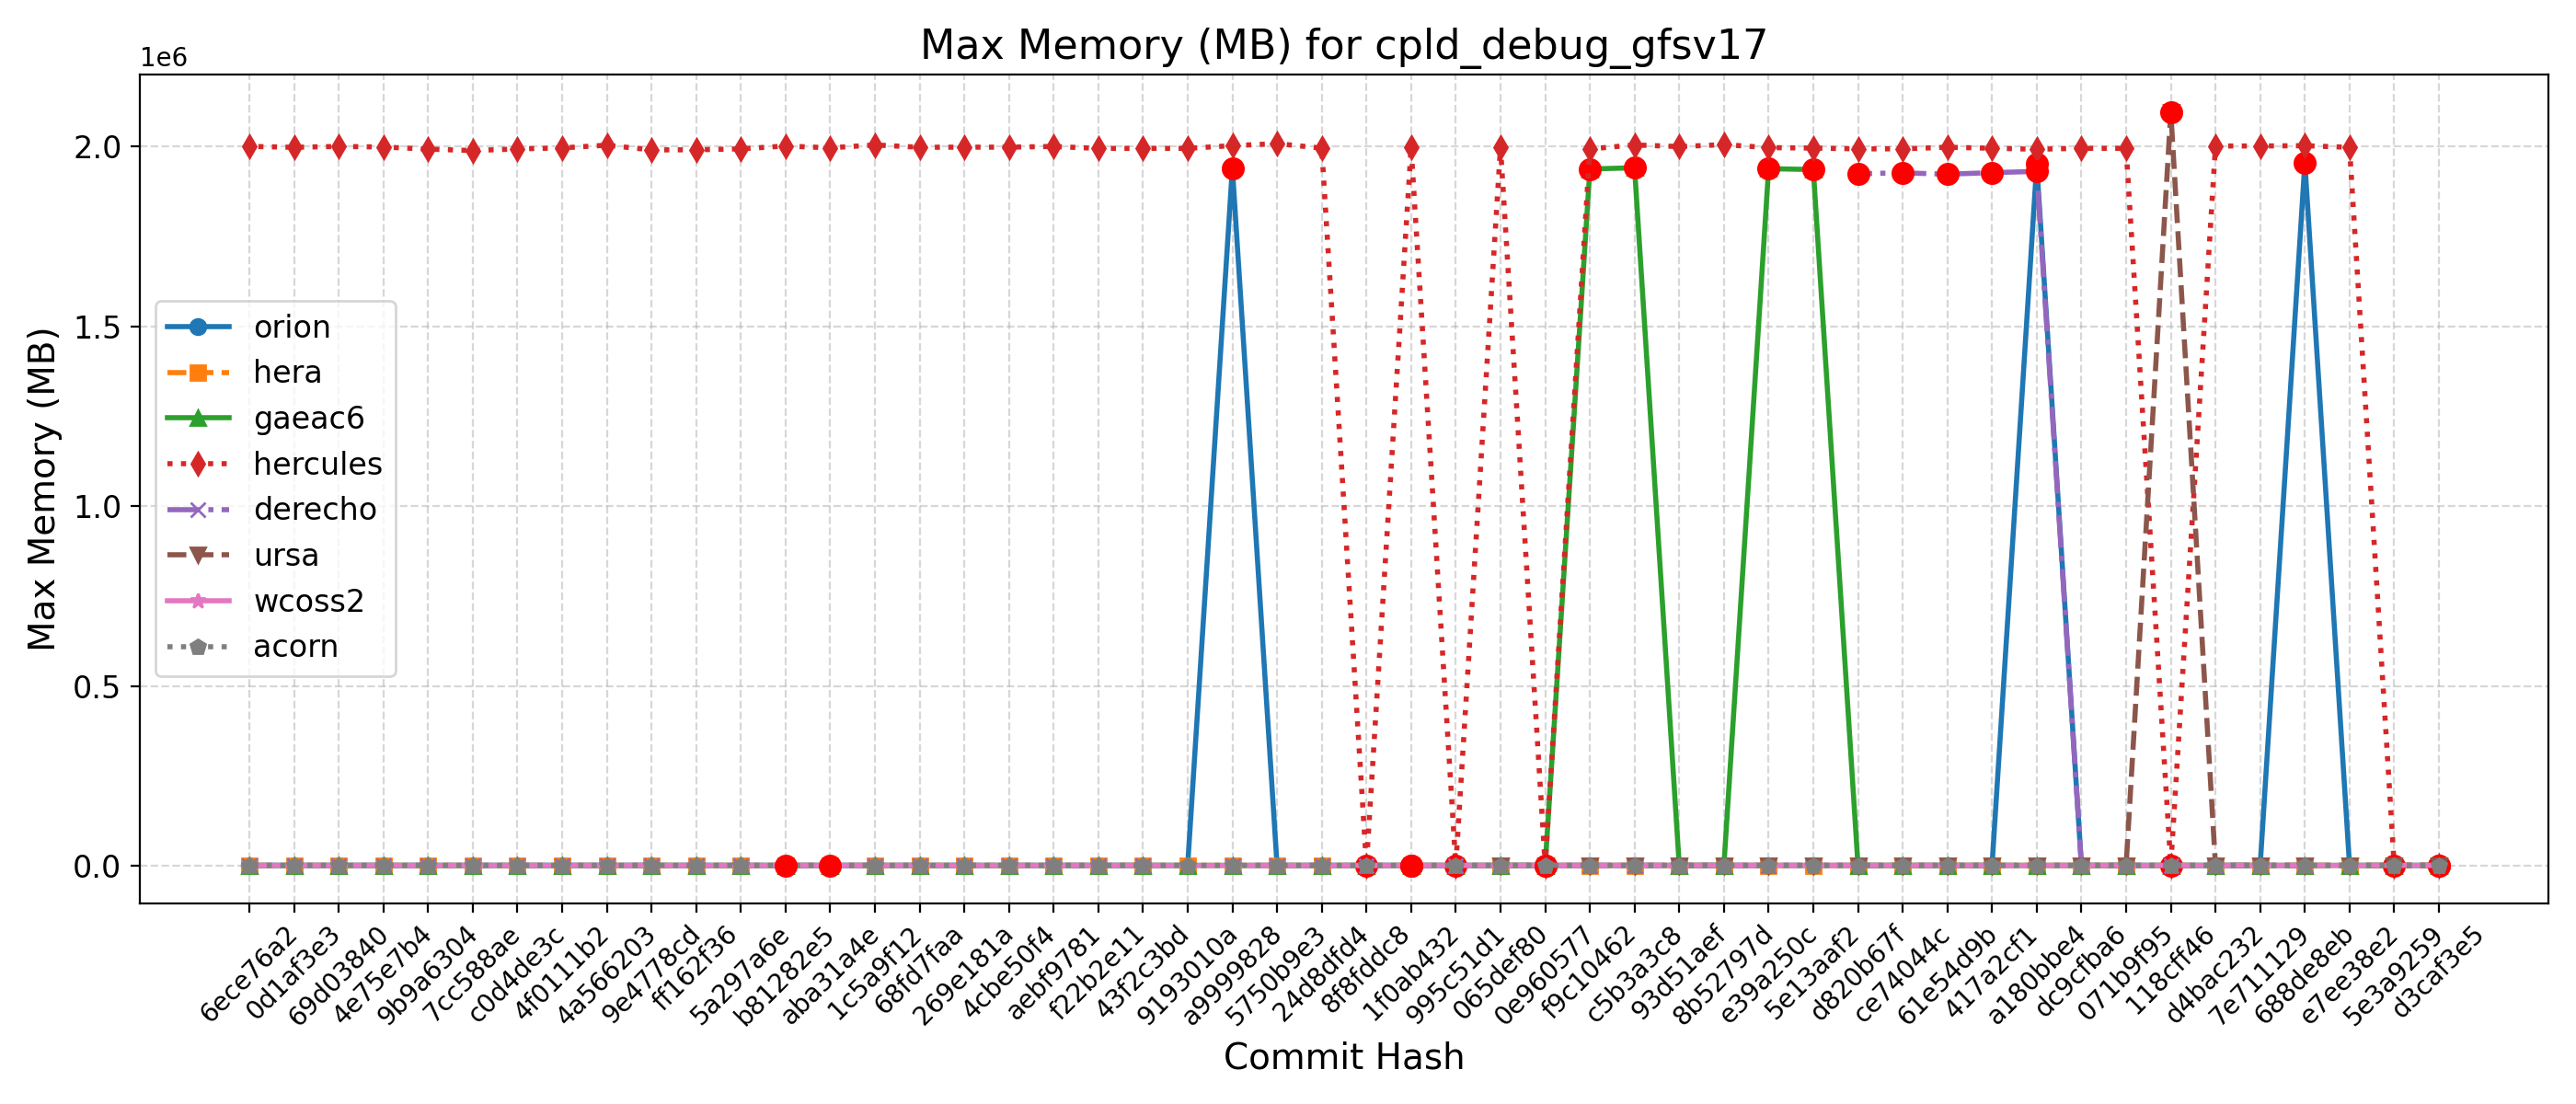 Max Memory (MB) for cpld_debug_gfsv17
1e6
2.0
1.5
1.0
0.5
0.0
Max Memory (MB)
orion
hera
gaeac6
hercules
derecho
ursa
wcoss2
acorn
6ece76a2
0d1af3e3
69d03840
4e75e7b4
9b9a6304
7cc588ae
c0d4de3c
4f0111b2
4a566203
9e4778cd
ff162f36
5a297a6e
b81282e5
aba31a4e
1c5a9f12
68fd7faa
269e181a
4cbe50f4
aebf9781
f22b2e11
43f2c3bd
9193010a
a9999828
5750b9e3
24d8dfd4
8f8fddc8
1f0ab432
995c51d1
065def80
0e960577
f9c10462
c5b3a3c8
93d51aef
8b52797d
e39a250c
5e13aaf2
d820b67f
ce74044c
61e54d9b
417a2cf1
a180bbe4
dc9cfba6
071b9f95
118cff46
d4bac232
7e711129
688de8eb
e7ee38e2
5e3a9259
d3caf3e5
Commit Hash